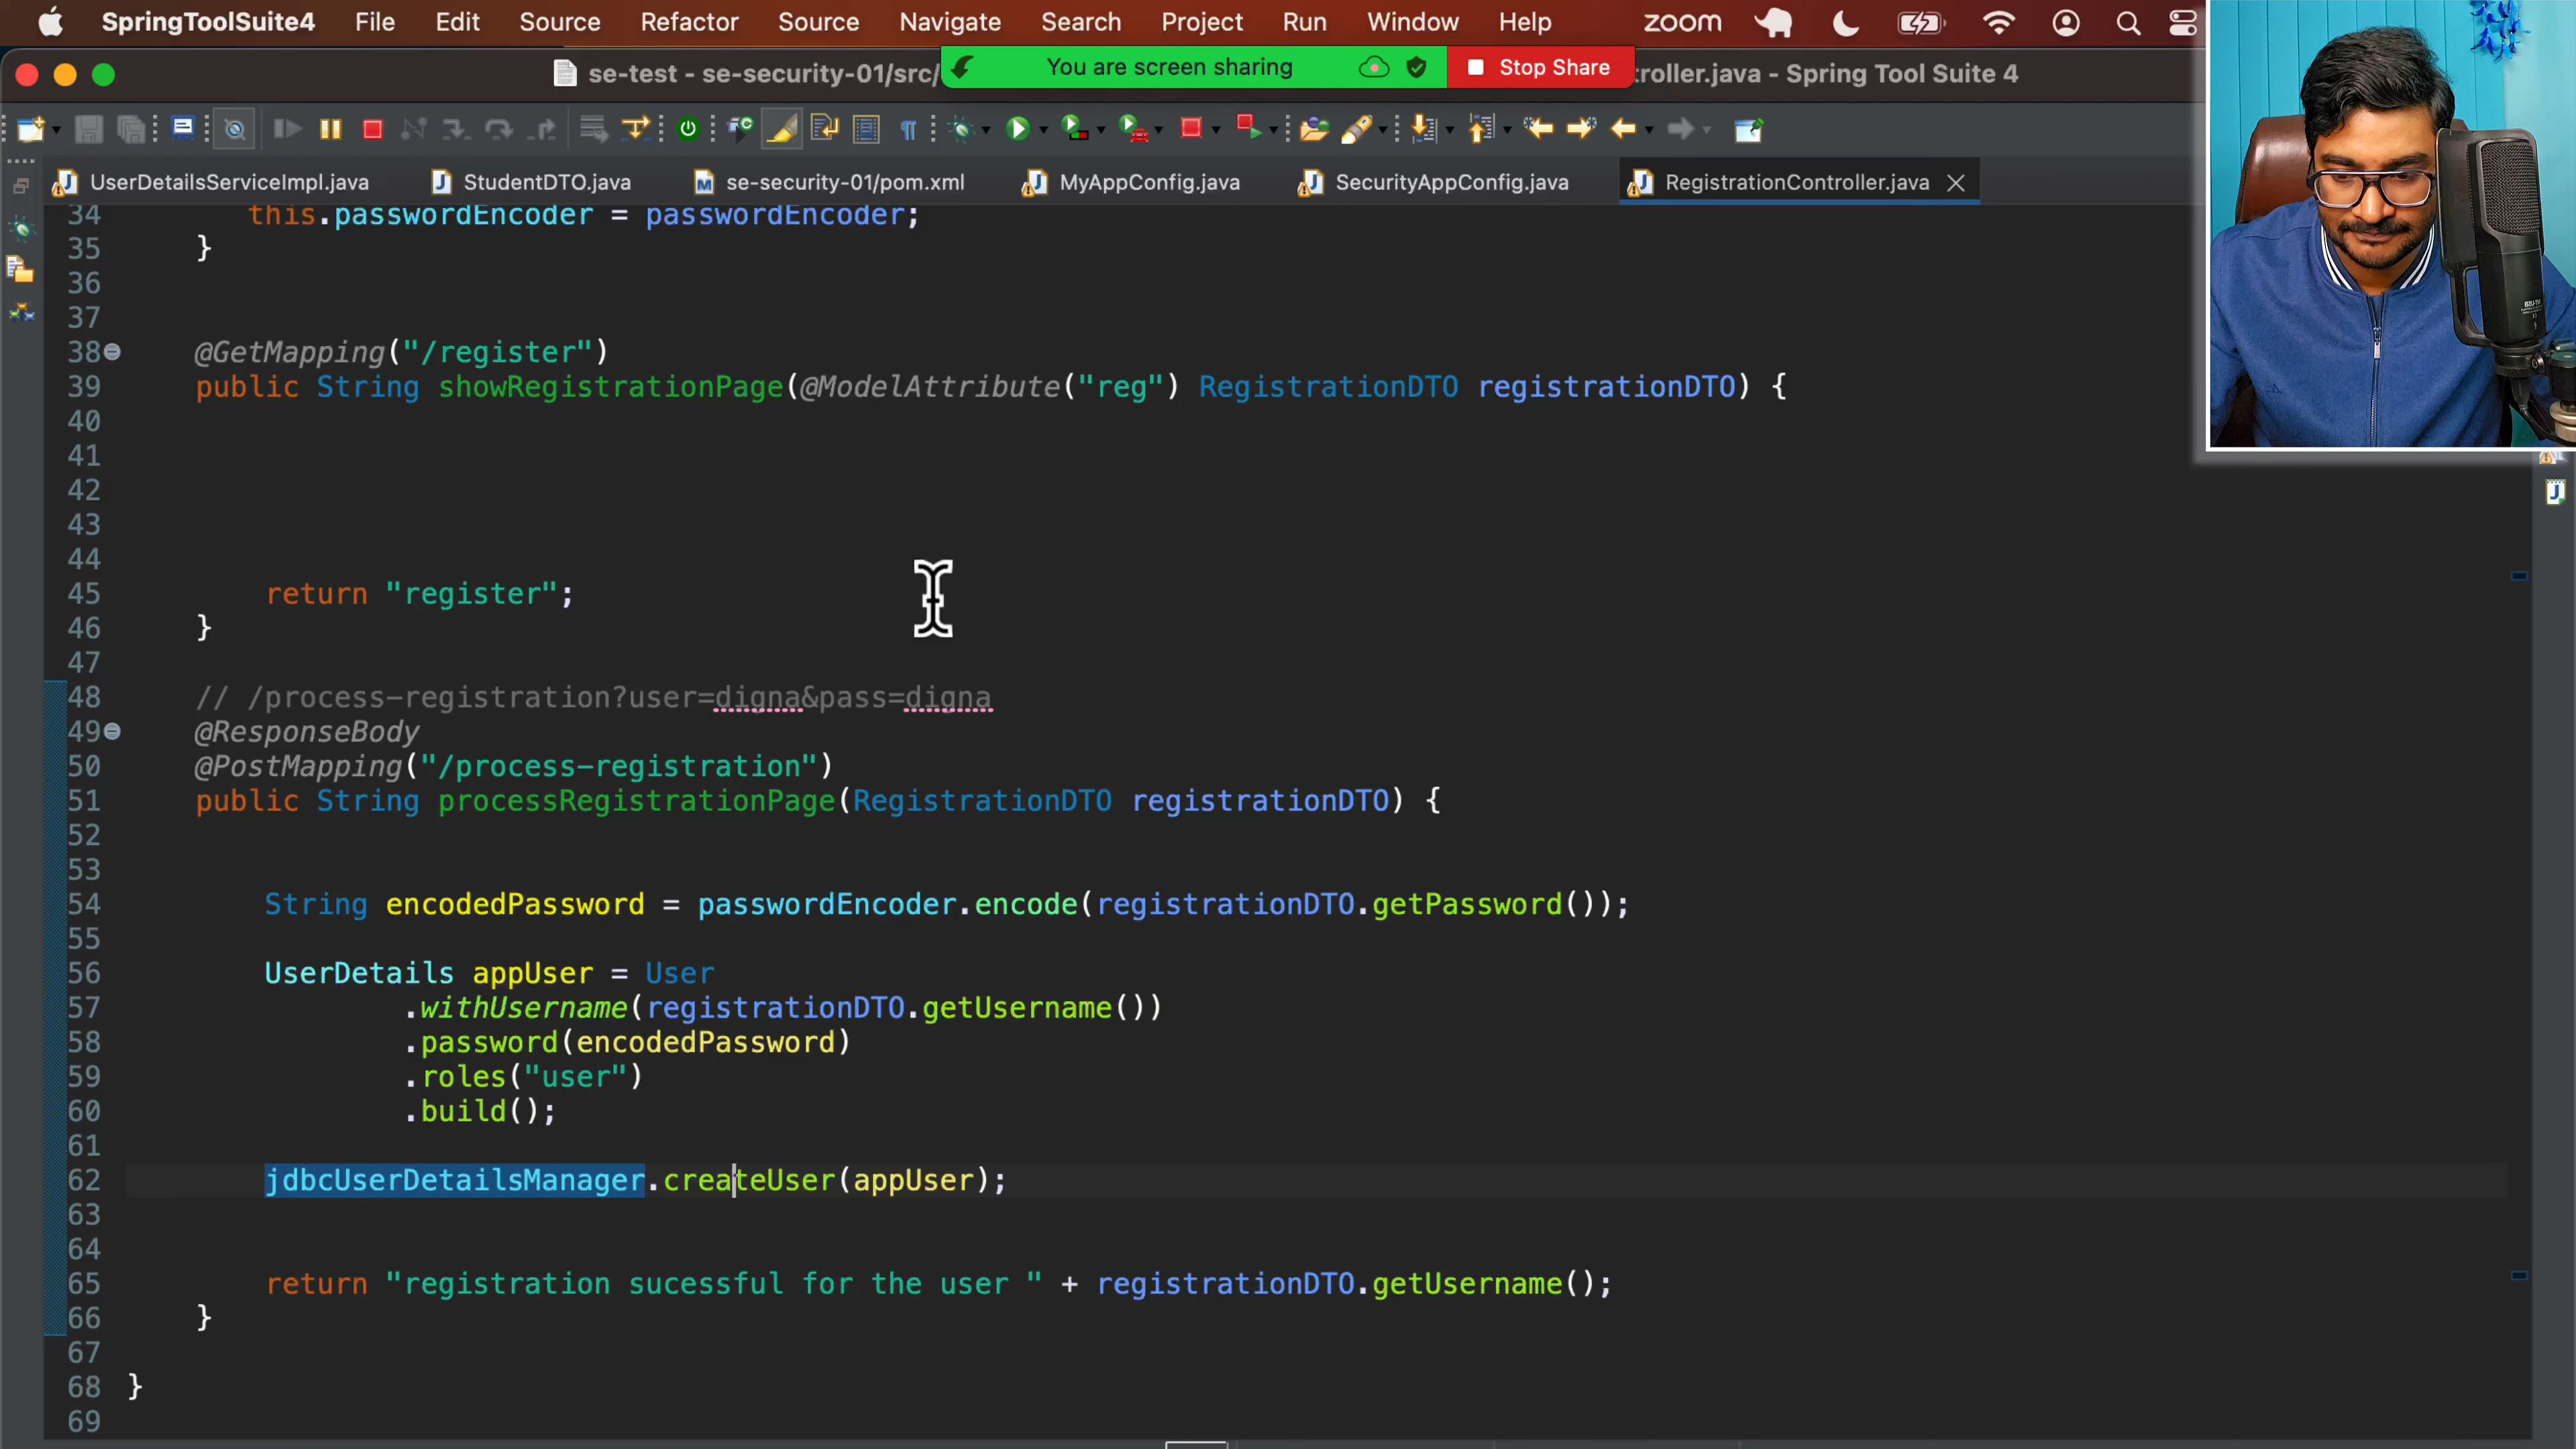 SpringToolSuite4 File Edit Source Refactor Source Navigate Search Project Run Window Help zoom
se-test - se-security-01/src/ You are screen sharing Stop Share troller.java - Spring Tool Suite 4
UserDetailsServiceImpl.java StudentDTO.java se-security-01/pom.xml MyAppConfig.java SecurityAppConfig.java RegistrationController.java
34 this.passwordEncoder = passwordEncoder;
35 }
36
37
38 @GetMapping("/register")
39 public String showRegistrationPage(@ModelAttribute("reg") RegistrationDTO registrationDTO) {
40
41
42
43
44
45 return "register";
46 }
47
48 // /process-registration?user=digna&pass=digna
49 @ResponseBody
50 @PostMapping("/process-registration")
51 public String processRegistrationPage(RegistrationDTO registrationDTO) {
52
53
54 String encodedPassword = passwordEncoder.encode(registrationDTO.getPassword());
55
56 UserDetails appUser = User
57 .withUsername(registrationDTO.getUsername())
58 .password(encodedPassword)
59 .roles("user")
60 .build();
61
62 jdbcUserDetailsManager.createUser(appUser);
63
64
65 return "registration sucessful for the user " + registrationDTO.getUsername();
66 }
67
68 }
69